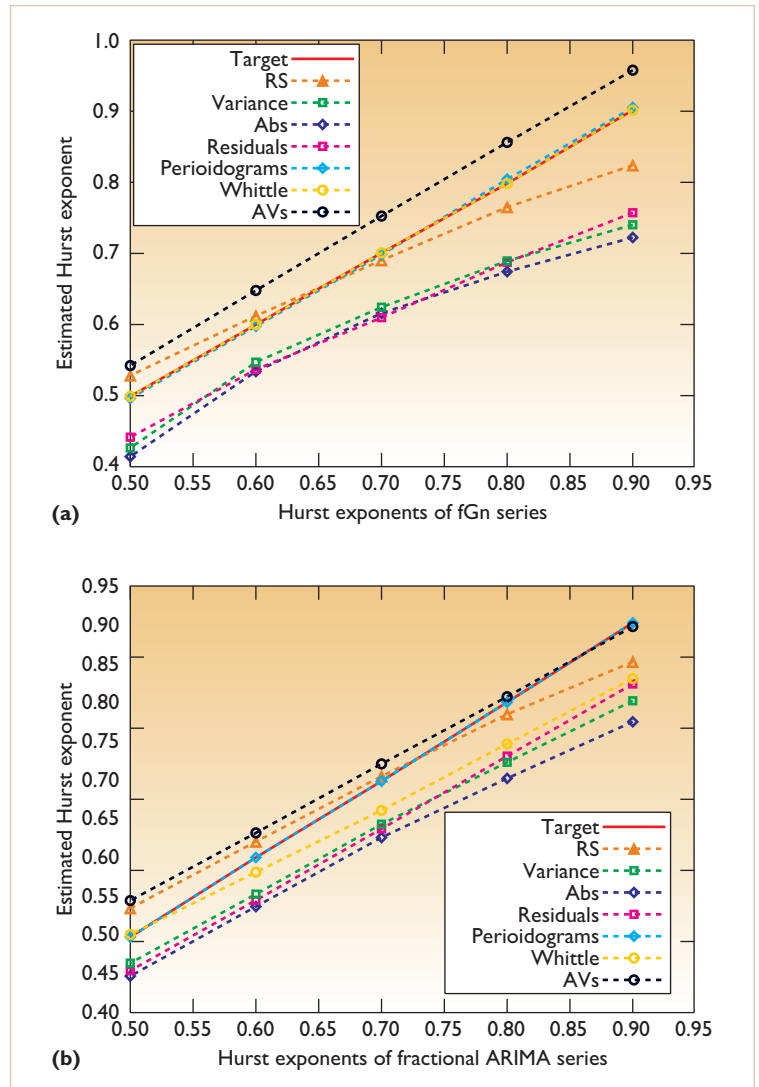 1.0
0.9
0.8
0.7
0.6
0.5
0.4
Estimated Hurst exponent
Target
RS
Variance
Abs
Residuals
Perioidograms
Whittle
AVs
0.50 0.55 0.60 0.65 0.70 0.75 0.80 0.85 0.90 0.95
(a) Hurst exponents of fGn series
0.95
0.90
0.80
0.75
0.70
0.65
0.60
0.55
0.50
0.45
0.40
Estimated Hurst exponent
Target
RS
Variance
Abs
Residuals
Perioidograms
Whittle
AVs
0.50 0.55 0.60 0.65 0.70 0.75 0.80 0.85 0.90 0.95
(b) Hurst exponents of fractional ARIMA series